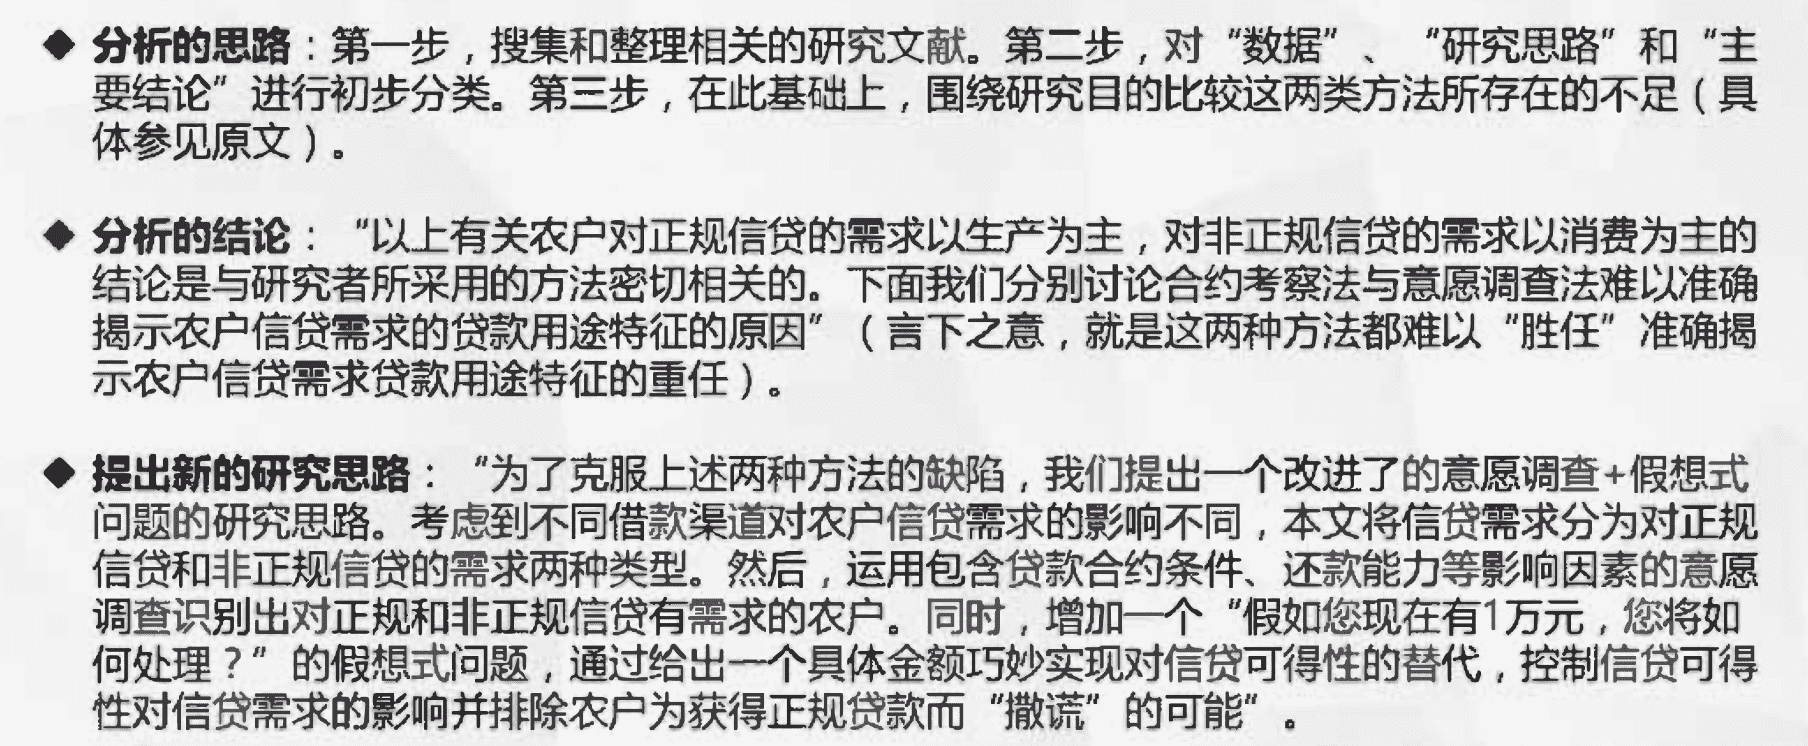 ◆ 分析的思路：第一步，搜集和整理相关的研究文献。第二步，对“数据”、“研究思路”和“主
要结论”进行初步分类。第三步，在此基础上，围绕研究目的比较这两类方法所存在的不足（具
体参见原文）。
◆ 分析的结论：“以上有关农户对正规信贷的需求以生产为主，对非正规信贷的需求以消费为主的
结论是与研究者所采用的方法密切相关的。下面我们分别讨论合约考察法与意愿调查法难以准确
揭示农户信贷需求的贷款用途特征的原因”（言下之意，就是这两种方法都难以“胜任”准确揭
示农户信贷需求贷款用途特征的重任）。
◆ 提出新的研究思路：“为了克服上述两种方法的缺陷，我们提出一个改进了的意愿调查+假想式
问题的研究思路。考虑到不同借款渠道对农户信贷需求的影响不同，本文将信贷需求分为对正规
信贷和非正规信贷的需求两种类型。然后，运用包含贷款合约条件、还款能力等影响因素的意愿
调查识别出对正规和非正规信贷有需求的农户。同时，增加一个“假如您现在有1万元，您将如
何处理？”的假想式问题，通过给出一个具体金额巧妙实现对信贷可得性的替代，控制信贷可得
性对信贷需求的影响并排除农户为获得正规贷款而“撒谎”的可能”。